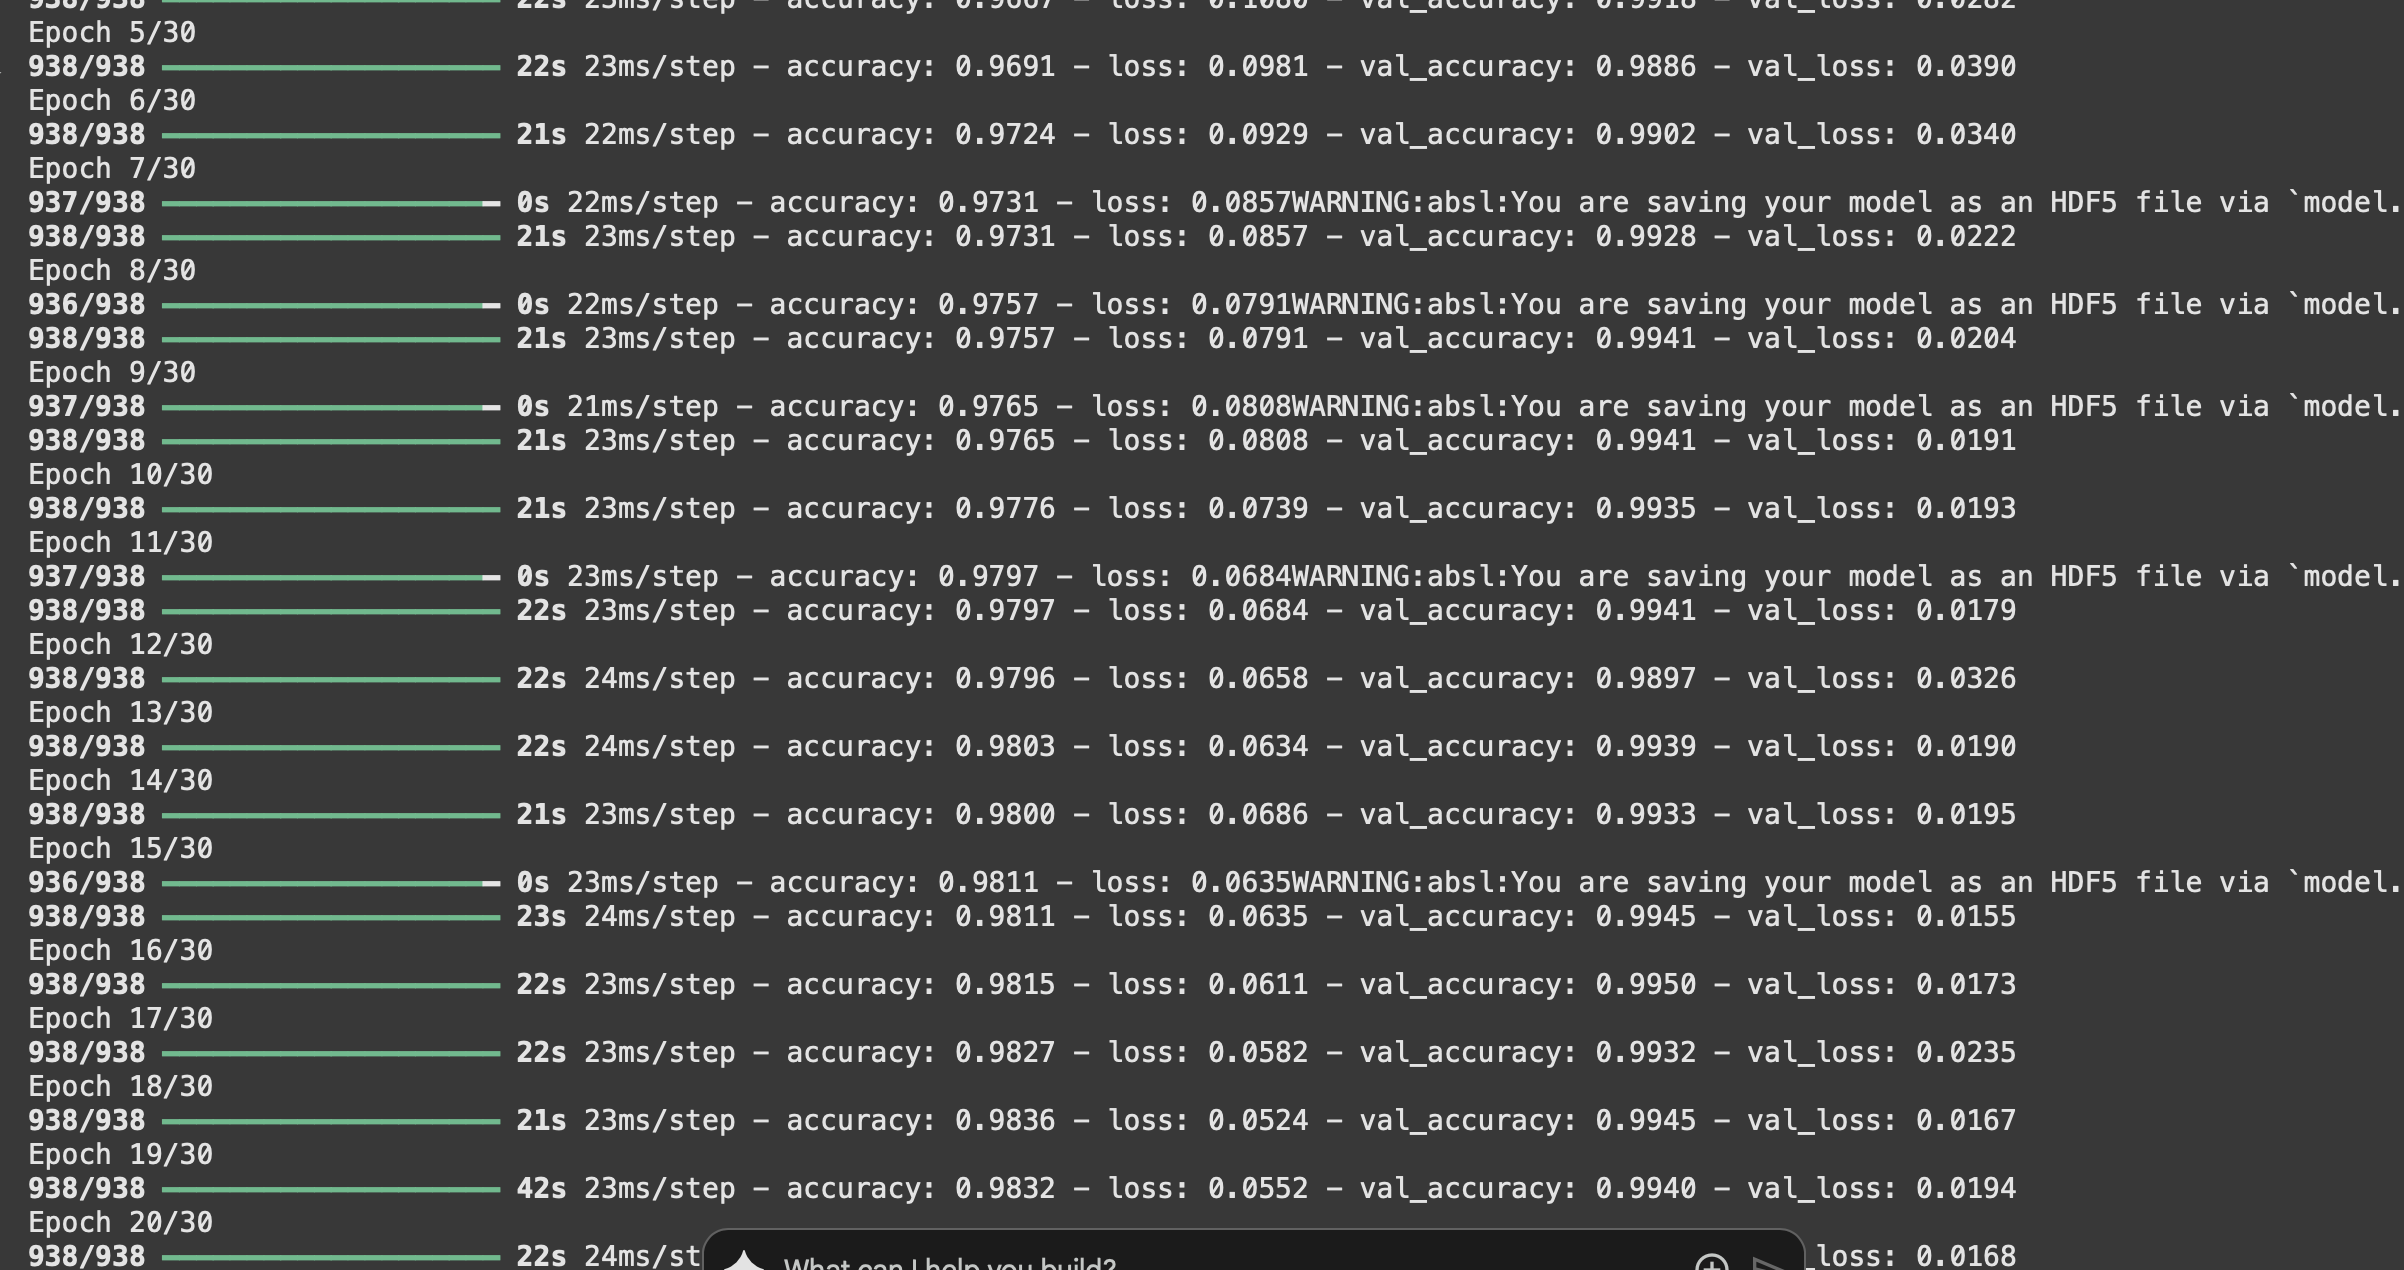 938/938 22s 23ms/step - accuracy: 0.9667 - loss: 0.1080 - val_accuracy: 0.9918 - val_loss: 0.0282
Epoch 5/30
938/938 22s 23ms/step - accuracy: 0.9691 - loss: 0.0981 - val_accuracy: 0.9886 - val_loss: 0.0390
Epoch 6/30
938/938 21s 22ms/step - accuracy: 0.9724 - loss: 0.0929 - val_accuracy: 0.9902 - val_loss: 0.0340
Epoch 7/30
937/938 0s 22ms/step - accuracy: 0.9731 - loss: 0.0857WARNING:absl:You are saving your model as an HDF5 file via `model.
938/938 21s 23ms/step - accuracy: 0.9731 - loss: 0.0857 - val_accuracy: 0.9928 - val_loss: 0.0222
Epoch 8/30
936/938 0s 22ms/step - accuracy: 0.9757 - loss: 0.0791WARNING:absl:You are saving your model as an HDF5 file via `model.
938/938 21s 23ms/step - accuracy: 0.9757 - loss: 0.0791 - val_accuracy: 0.9941 - val_loss: 0.0204
Epoch 9/30
937/938 0s 21ms/step - accuracy: 0.9765 - loss: 0.0808WARNING:absl:You are saving your model as an HDF5 file via `model.
938/938 21s 23ms/step - accuracy: 0.9765 - loss: 0.0808 - val_accuracy: 0.9941 - val_loss: 0.0191
Epoch 10/30
938/938 21s 23ms/step - accuracy: 0.9776 - loss: 0.0739 - val_accuracy: 0.9935 - val_loss: 0.0193
Epoch 11/30
937/938 0s 23ms/step - accuracy: 0.9797 - loss: 0.0684WARNING:absl:You are saving your model as an HDF5 file via `model.
938/938 22s 23ms/step - accuracy: 0.9797 - loss: 0.0684 - val_accuracy: 0.9941 - val_loss: 0.0179
Epoch 12/30
938/938 22s 24ms/step - accuracy: 0.9796 - loss: 0.0658 - val_accuracy: 0.9897 - val_loss: 0.0326
Epoch 13/30
938/938 22s 24ms/step - accuracy: 0.9803 - loss: 0.0634 - val_accuracy: 0.9939 - val_loss: 0.0190
Epoch 14/30
938/938 21s 23ms/step - accuracy: 0.9800 - loss: 0.0686 - val_accuracy: 0.9933 - val_loss: 0.0195
Epoch 15/30
936/938 0s 23ms/step - accuracy: 0.9811 - loss: 0.0635WARNING:absl:You are saving your model as an HDF5 file via `model.
938/938 23s 24ms/step - accuracy: 0.9811 - loss: 0.0635 - val_accuracy: 0.9945 - val_loss: 0.0155
Epoch 16/30
938/938 22s 23ms/step - accuracy: 0.9815 - loss: 0.0611 - val_accuracy: 0.9950 - val_loss: 0.0173
Epoch 17/30
938/938 22s 23ms/step - accuracy: 0.9827 - loss: 0.0582 - val_accuracy: 0.9932 - val_loss: 0.0235
Epoch 18/30
938/938 21s 23ms/step - accuracy: 0.9836 - loss: 0.0524 - val_accuracy: 0.9945 - val_loss: 0.0167
Epoch 19/30
938/938 42s 23ms/step - accuracy: 0.9832 - loss: 0.0552 - val_accuracy: 0.9940 - val_loss: 0.0194
Epoch 20/30
938/938 22s 24ms/st _loss: 0.0168
What can I help you build?